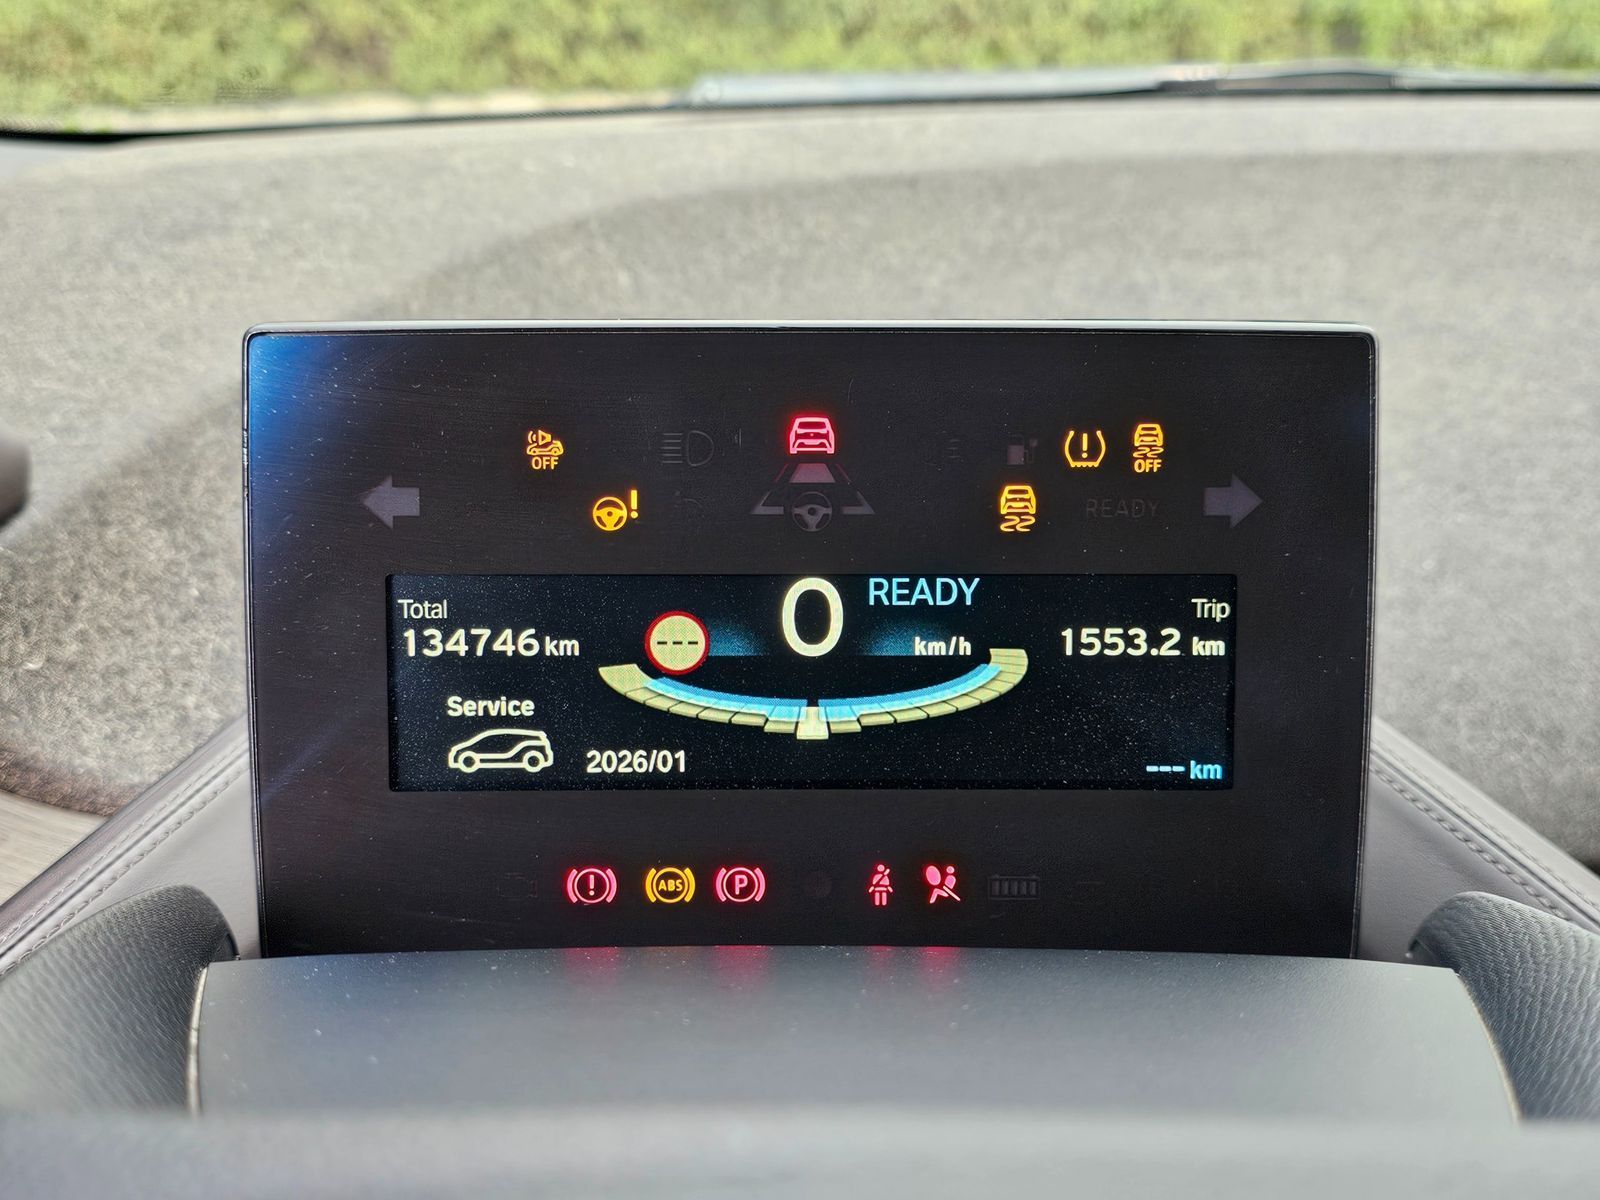 OFF
OFF
READY
READY
Total
134746 km
---
0
km/h
Trip
1553.2 km
Service
2026/01
--- km
ABS
P